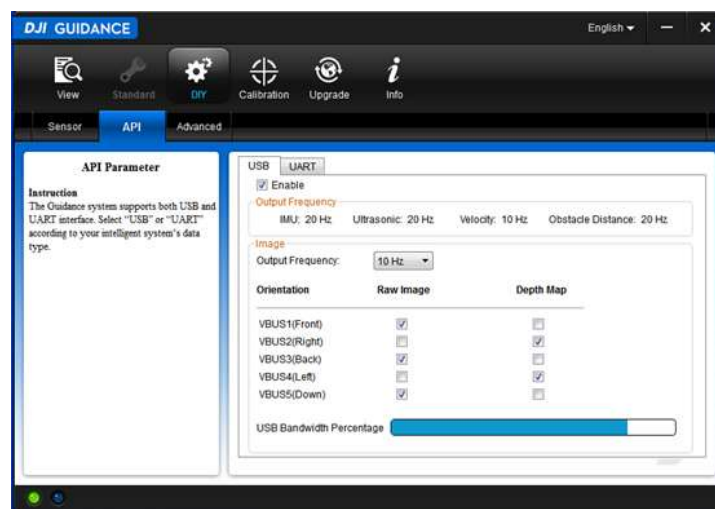 DJI GUIDANCE
English
View
Standard
DIY
Calibration
Upgrade
Info
Sensor
API
Advanced
API Parameter
Instruction
The Guidance system supports both USB and
UART interface. Select “USB” or “UART”
according to your intelligent system’s data
type.
USB
UART
Enable
Output Frequency
IMU: 20 Hz Ultrasonic: 20 Hz Velocity: 10 Hz Obstacle Distance: 20 Hz
Image
Output Frequency: 10 Hz
Orientation Raw Image Depth Map
VBUS1(Front)
VBUS2(Right)
VBUS3(Back)
VBUS4(Left)
VBUS5(Down)
USB Bandwidth Percentage